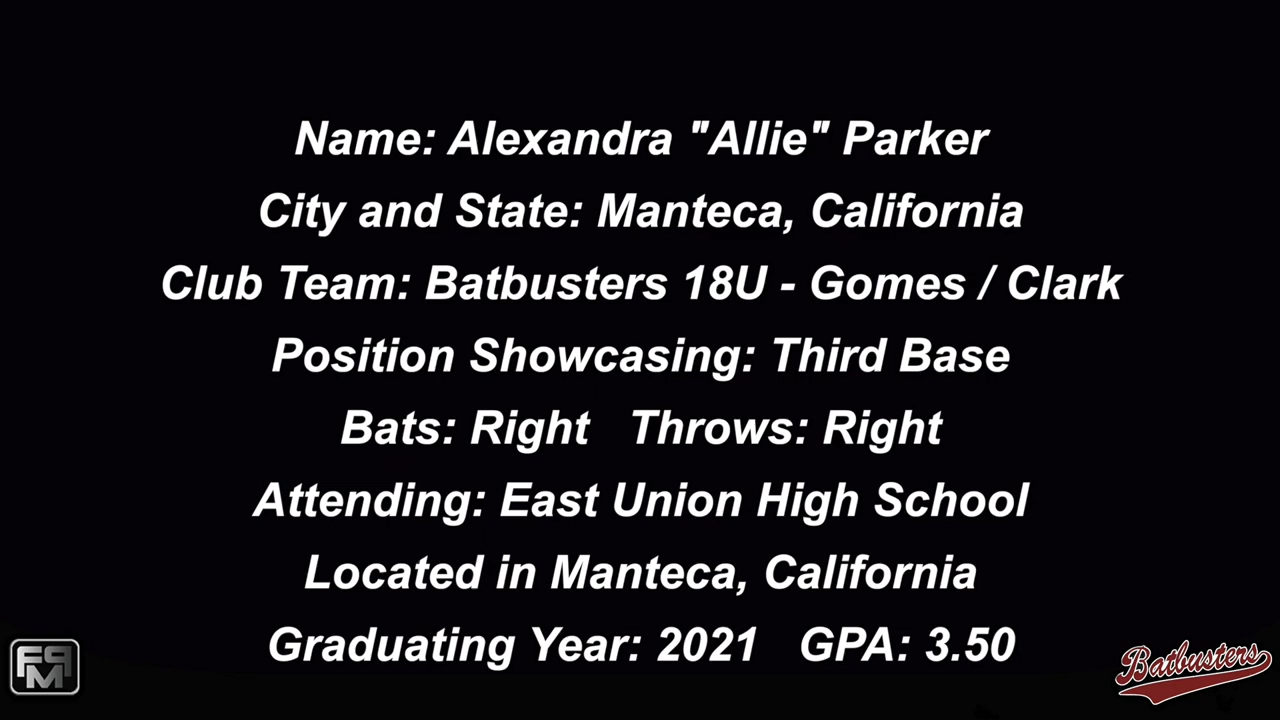 Name: Alexandra "Allie" Parker
City and State: Manteca, California
Club Team: Batbusters 18U - Gomes / Clark
Position Showcasing: Third Base
Bats: Right   Throws: Right
Attending: East Union High School
Located in Manteca, California
Graduating Year: 2021   GPA: 3.50
FPM
Batbusters